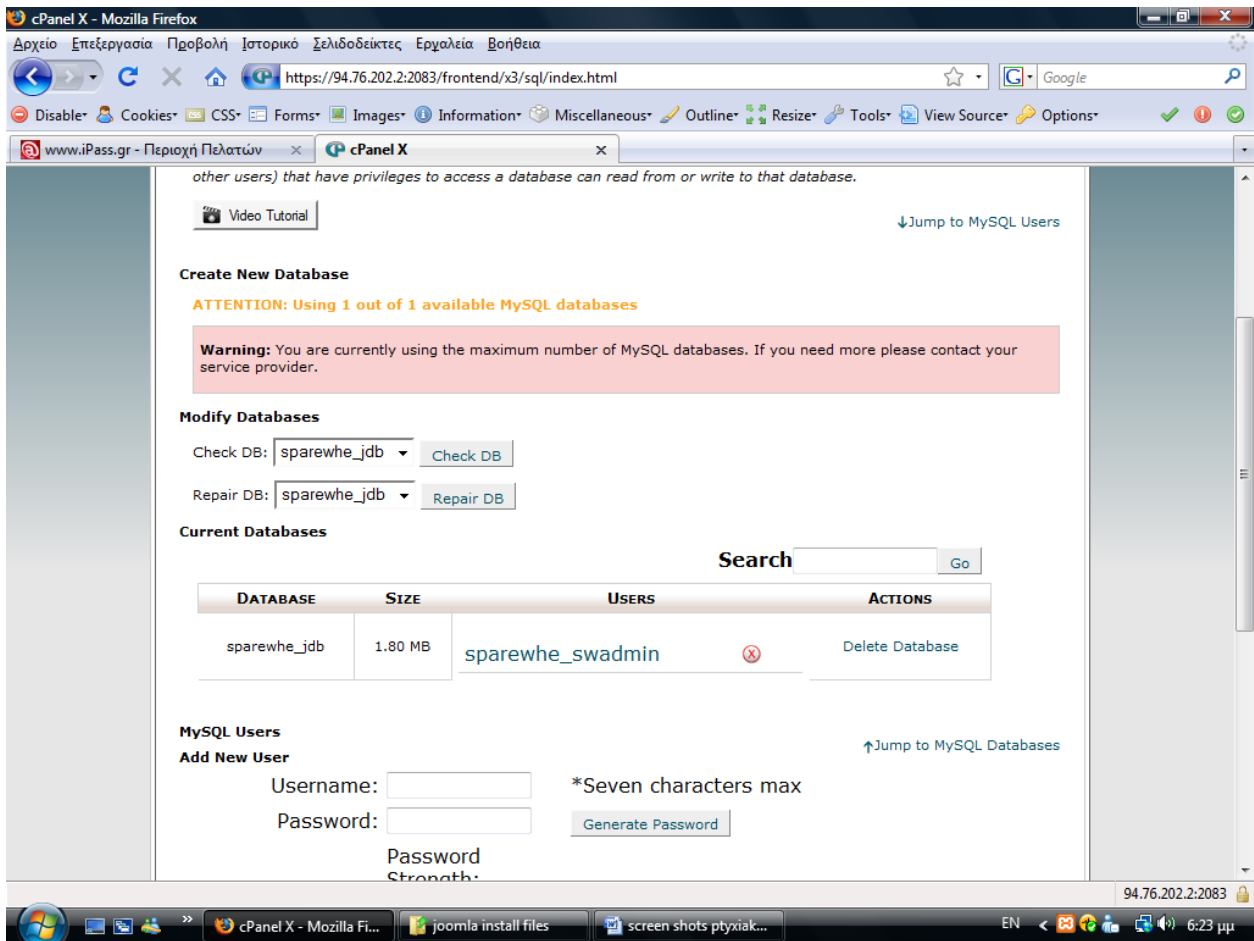 cPanel X - Mozilla Firefox
Αρχείο Επεξεργασία Προβολή Ιστορικό Σελιδοδείκτες Εργαλεία Βοήθεια
https://94.76.202.2:2083/frontend/x3/sql/index.html
Google
Disable Cookies CSS Forms Images Information Miscellaneous Outline Resize Tools View Source Options
www.iPass.gr - Περιοχή Πελατών
cPanel X
other users) that have privileges to access a database can read from or write to that database.
Video Tutorial
↓Jump to MySQL Users
Create New Database
ATTENTION: Using 1 out of 1 available MySQL databases
Warning: You are currently using the maximum number of MySQL databases. If you need more please contact your
service provider.
Modify Databases
Check DB: sparewhe_jdb Check DB
Repair DB: sparewhe_jdb Repair DB
Current Databases
Search Go
DATABASE SIZE USERS ACTIONS
sparewhe_jdb 1.80 MB sparewhe_swadmin Delete Database
MySQL Users
↑Jump to MySQL Databases
Add New User
Username: *Seven characters max
Password: Generate Password
Password
Strength:
94.76.202.2:2083
cPanel X - Mozilla Fi... joomla install files screen shots ptyxiak... EN 6:23 μμ